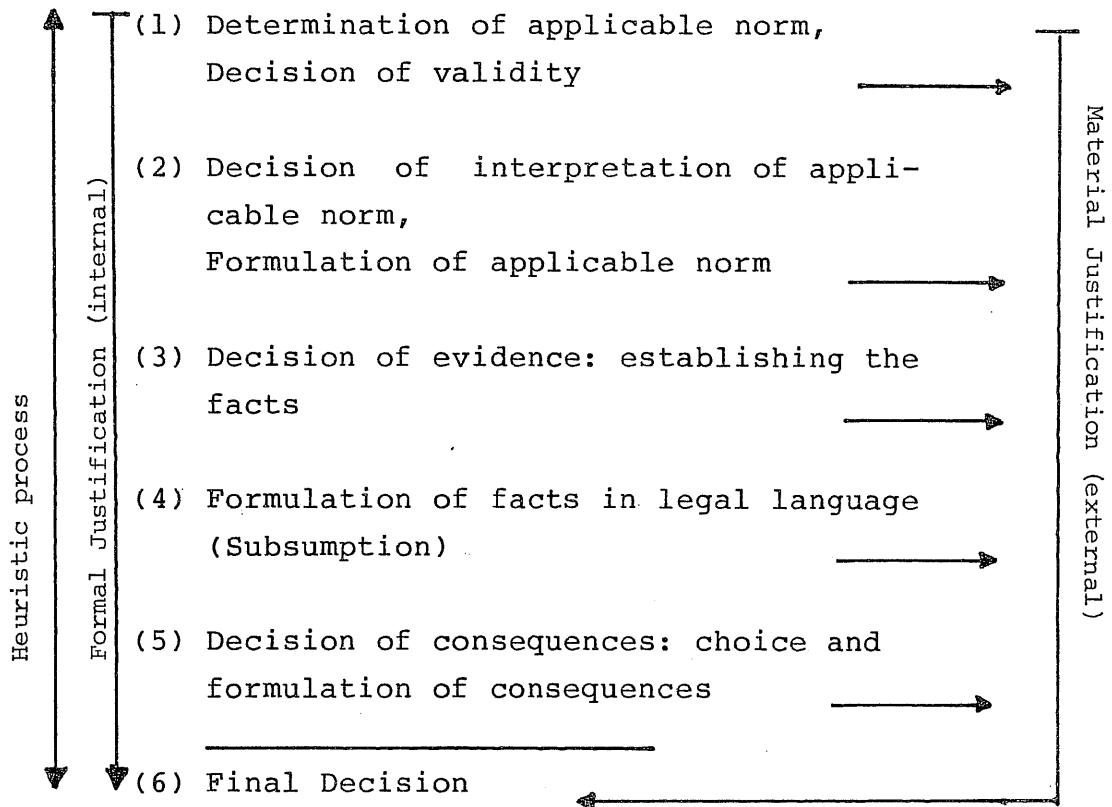 (1) Determination of applicable norm,
Decision of validity
(2) Decision of interpretation of appli-
cable norm,
Formulation of applicable norm
(3) Decision of evidence: establishing the
facts
(4) Formulation of facts in legal language
(Subsumption)
(5) Decision of consequences: choice and
formulation of consequences
(6) Final Decision
Heuristic process
Formal Justification (internal)
Material Justification (external)